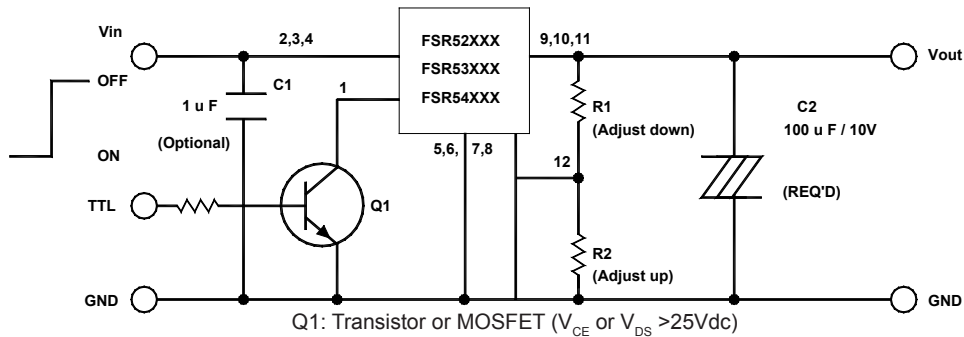 Vin
2,3,4
FSR52XXX
9,10,11
Vout
OFF
FSR53XXX
C1
1
FSR54XXX
1 u F
R1
C2
(Adjust down)
100 u F / 10V
(Optional)
ON
5,6,
7,8
12
(REQ'D)
TTL
Q1
R2
(Adjust up)
GND
GND
Q1: Transistor or MOSFET (VCE or VDS >25Vdc)